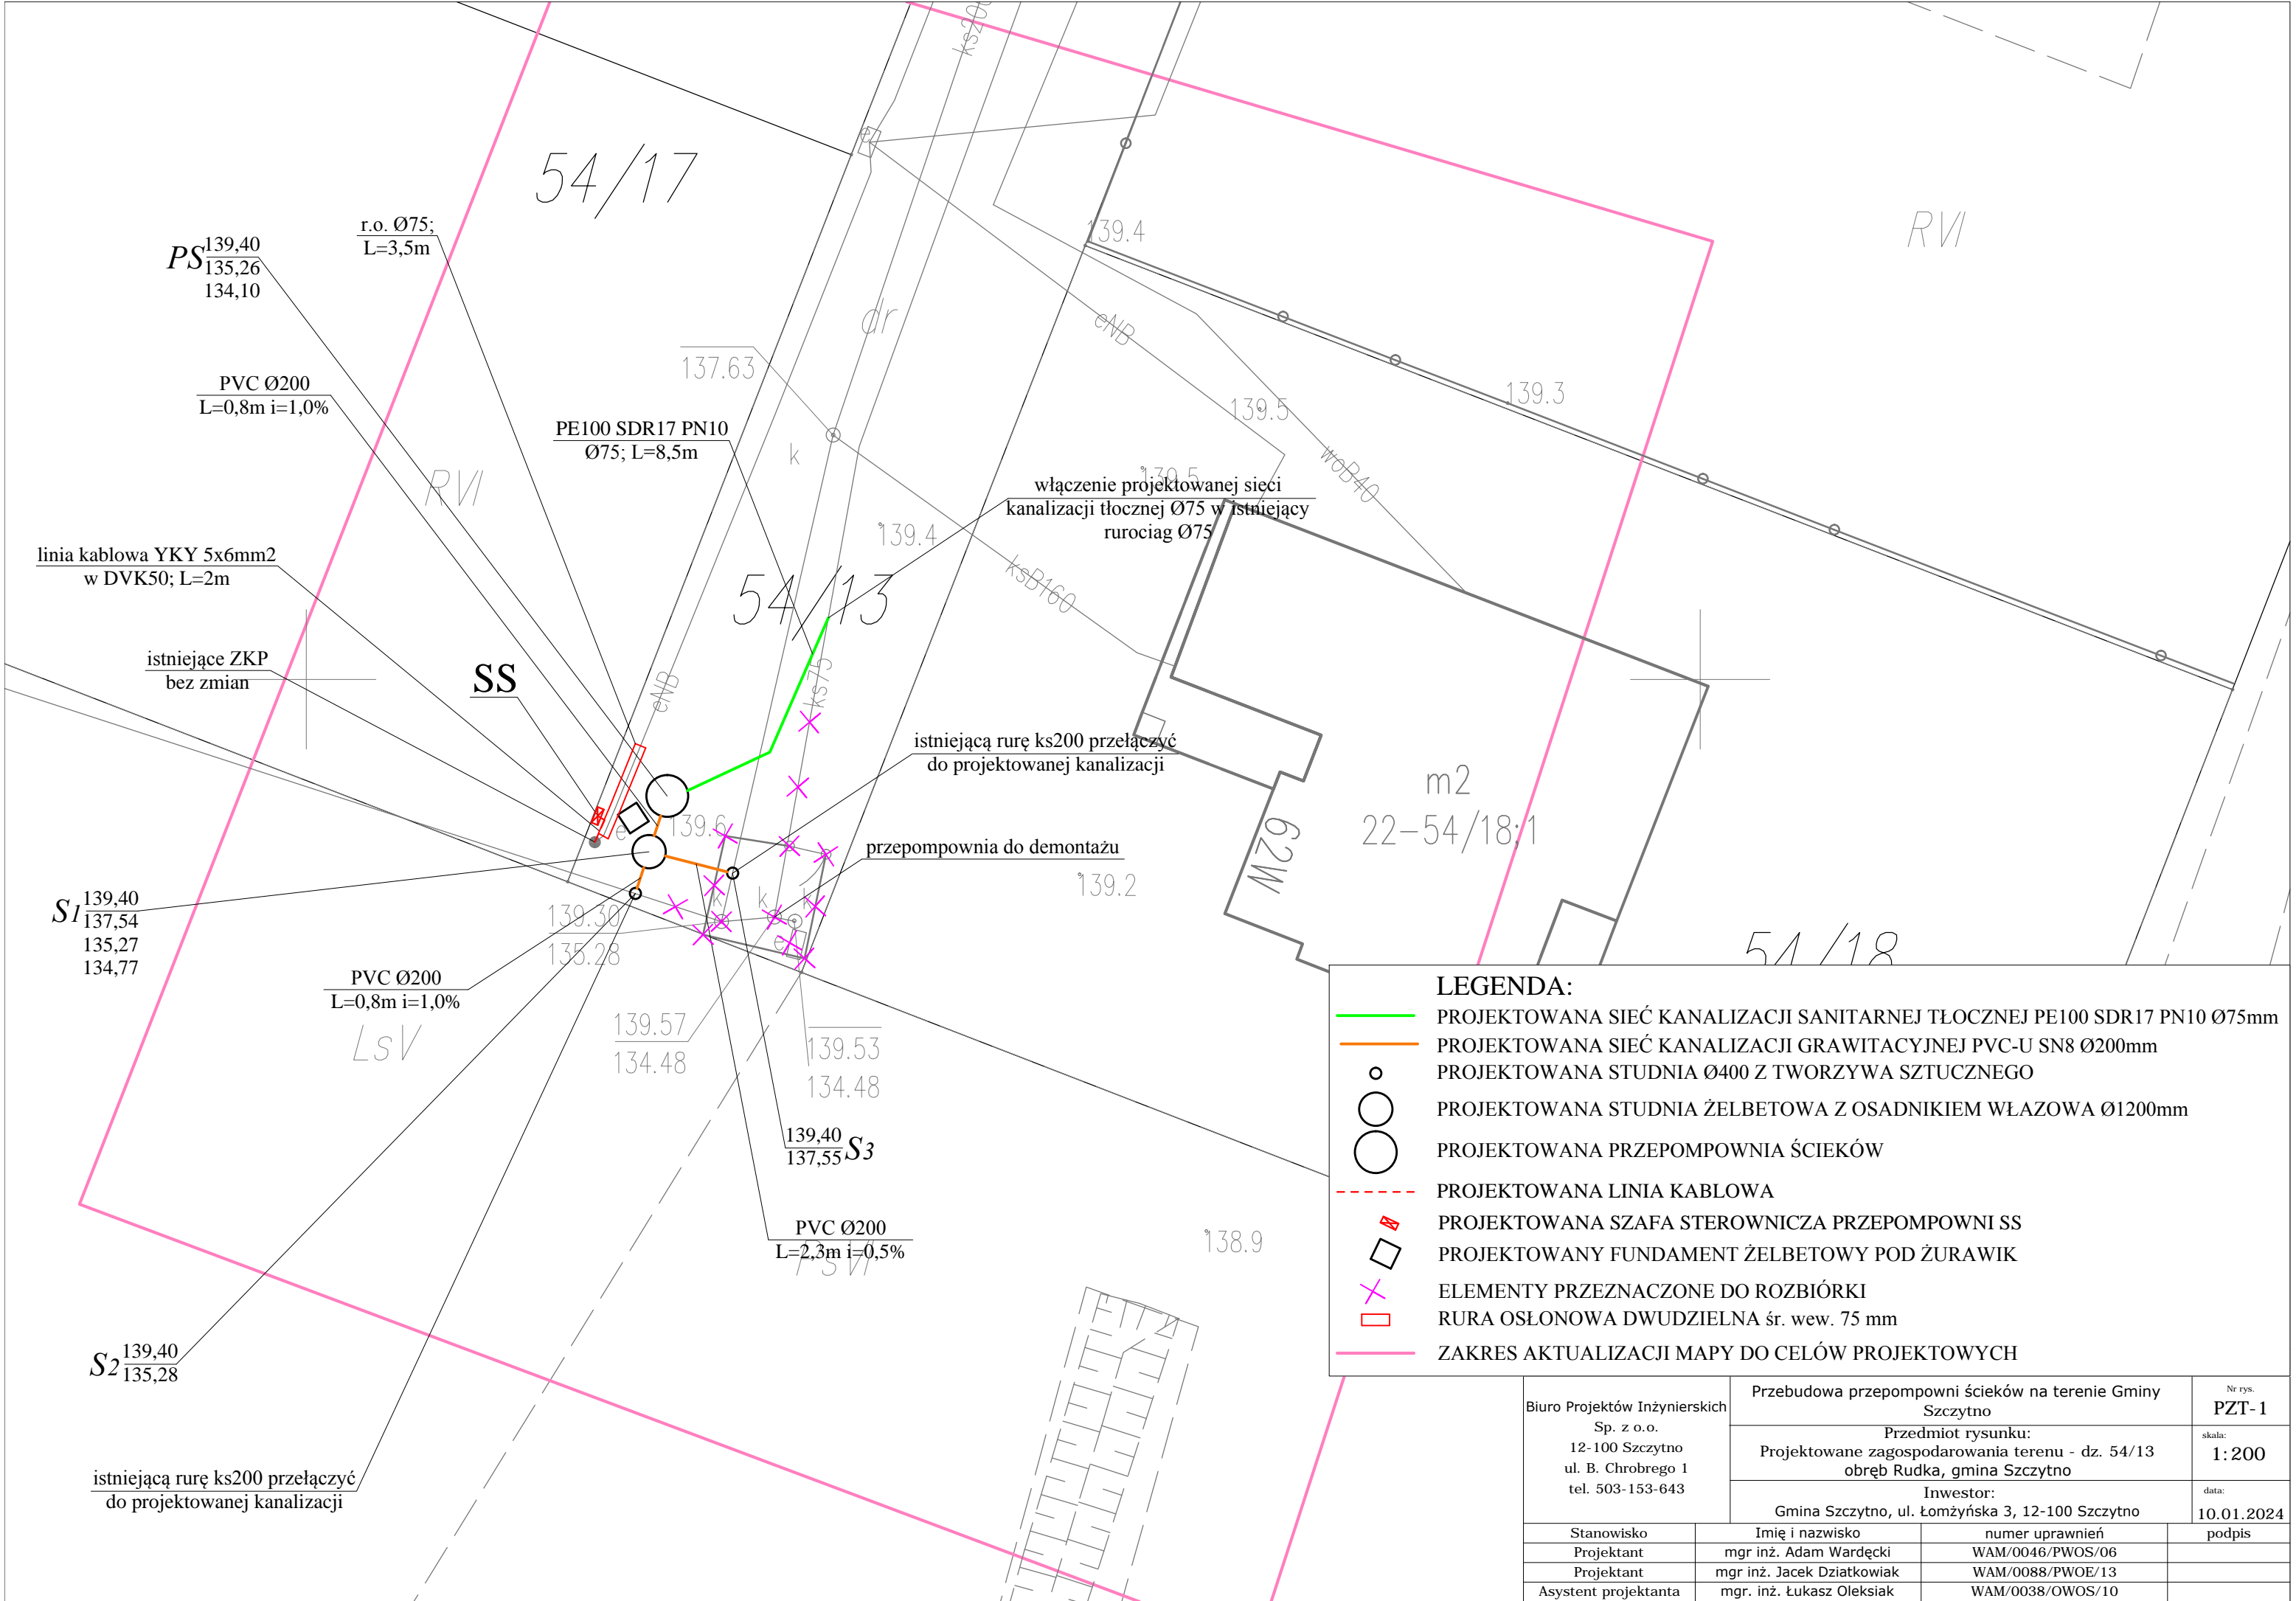 ks200
54/17
r.o. Ø75;
L=3,5m
PS 139,40
135,26
134,10
139.4
RVI
dr
eNB
137.63
PVC Ø200
L=0,8m i=1,0%
139.3
139.5
PE100 SDR17 PN10
Ø75; L=8,5m
k
woB40
139.5
RVI
włączenie projektowanej sieci
kanalizacji tłocznej Ø75 w istniejący
rurociąg Ø75
139.4
linia kablowa YKY 5x6mm2
w DVK50; L=2m
ksB160
54/13
istniejące ZKP
bez zmian
SS
eNB
ks75
istniejącą rurę ks200 przełączyć
do projektowanej kanalizacji
m2
22-54/18;1
62W
e
139.6
e
przepompownia do demontażu
139.2
S1 139,40
137,54
135,27
134,77
k
k
k
e
139.30
135.28
54/18
PVC Ø200
L=0,8m i=1,0%
LsV
139.57
134.48
139.53
134.48
139,40
137,55 S3
PVC Ø200
L=2,3m i=0,5%
PsVI
138.9
S2 139,40
135,28
istniejącą rurę ks200 przełączyć
do projektowanej kanalizacji
LEGENDA:
PROJEKTOWANA SIEĆ KANALIZACJI SANITARNEJ TŁOCZNEJ PE100 SDR17 PN10 Ø75mm
PROJEKTOWANA SIEĆ KANALIZACJI GRAWITACYJNEJ PVC-U SN8 Ø200mm
PROJEKTOWANA STUDNIA Ø400 Z TWORZYWA SZTUCZNEGO
PROJEKTOWANA STUDNIA ŻELBETOWA Z OSADNIKIEM WŁAZOWA Ø1200mm
PROJEKTOWANA PRZEPOMPOWNIA ŚCIEKÓW
PROJEKTOWANA LINIA KABLOWA
PROJEKTOWANA SZAFA STEROWNICZA PRZEPOMPOWNI SS
PROJEKTOWANY FUNDAMENT ŻELBETOWY POD ŻURAWIK
ELEMENTY PRZEZNACZONE DO ROZBIÓRKI
RURA OSŁONOWA DWUDZIELNA śr. wew. 75 mm
ZAKRES AKTUALIZACJI MAPY DO CELÓW PROJEKTOWYCH
Biuro Projektów Inżynierskich
Sp. z o.o.
12-100 Szczytno
ul. B. Chrobrego 1
tel. 503-153-643
Przebudowa przepompowni ścieków na terenie Gminy
Szczytno
Nr rys.
PZT-1
Przedmiot rysunku:
Projektowane zagospodarowania terenu - dz. 54/13
obręb Rudka, gmina Szczytno
skala:
1:200
Inwestor:
Gmina Szczytno, ul. Łomżyńska 3, 12-100 Szczytno
data:
10.01.2024
Stanowisko Imię i nazwisko numer uprawnień podpis
Projektant mgr inż. Adam Wardęcki WAM/0046/PWOS/06
Projektant mgr inż. Jacek Dziatkowiak WAM/0088/PWOE/13
Asystent projektanta mgr. inż. Łukasz Oleksiak WAM/0038/OWOS/10